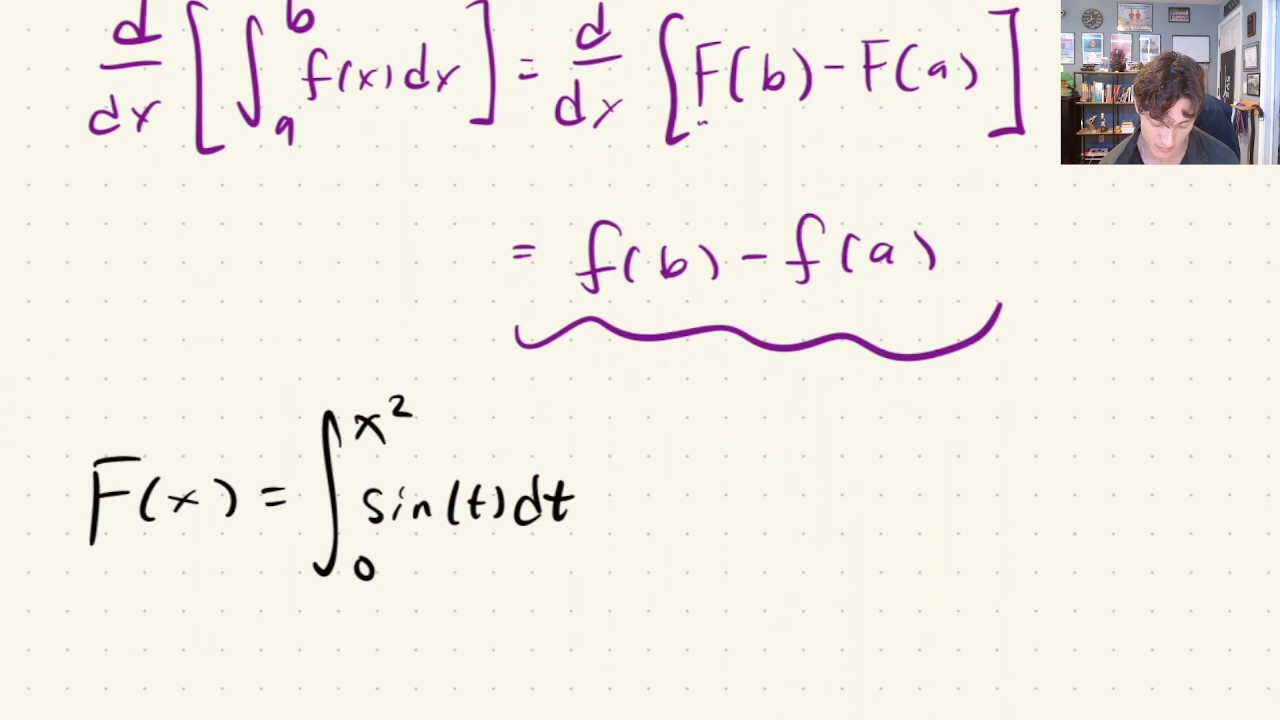 d/dx [∫_a^b f(x)dx] = d/dx [F(b) - F(a)]
= f(b) - f(a)
F(x) = ∫_0^{x^2} sin(t)dt